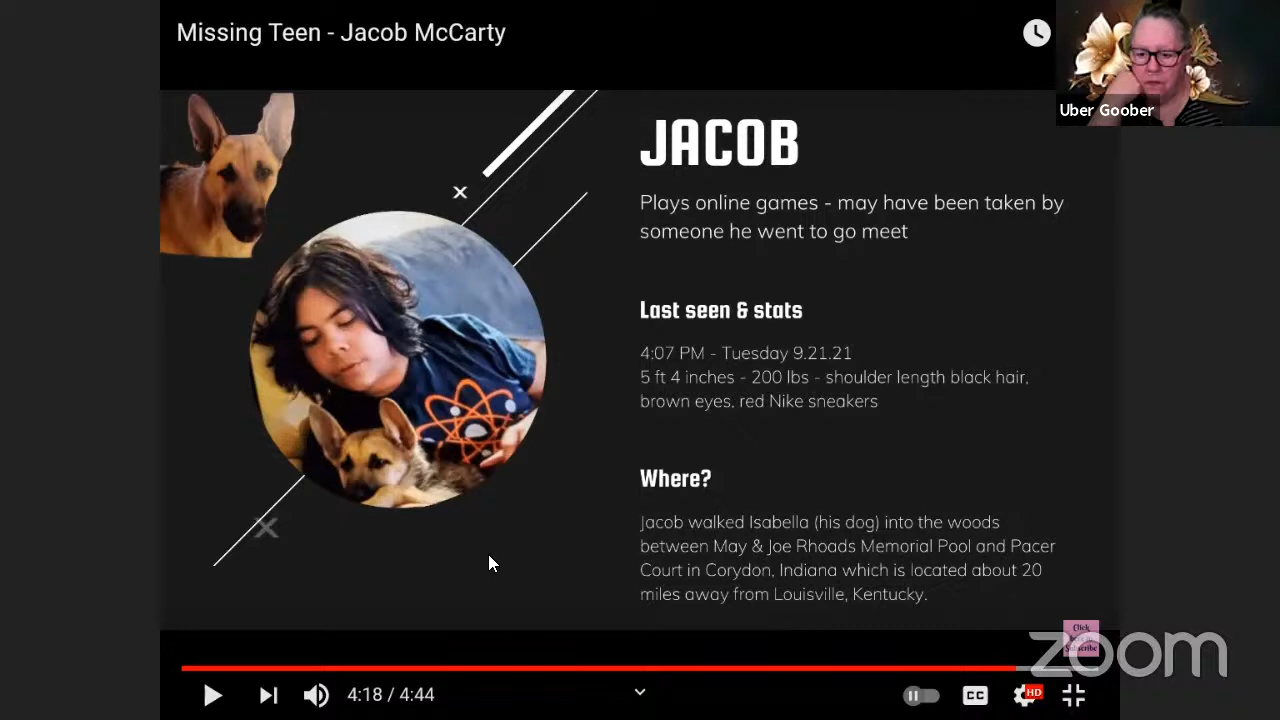 Missing Teen - Jacob McCarty
Uber Goober
JACOB
Plays online games - may have been taken by
someone he went to go meet
Last seen & stats
4:07 PM - Tuesday 9.21.21
5 ft 4 inches - 200 lbs - shoulder length black hair,
brown eyes, red Nike sneakers
Where?
Jacob walked Isabella (his dog) into the woods
between May & Joe Rhoads Memorial Pool and Pacer
Court in Corydon, Indiana which is located about 20
miles away from Louisville, Kentucky.
Click
Subscribe
zoom
4:18 / 4:44
CC
HD